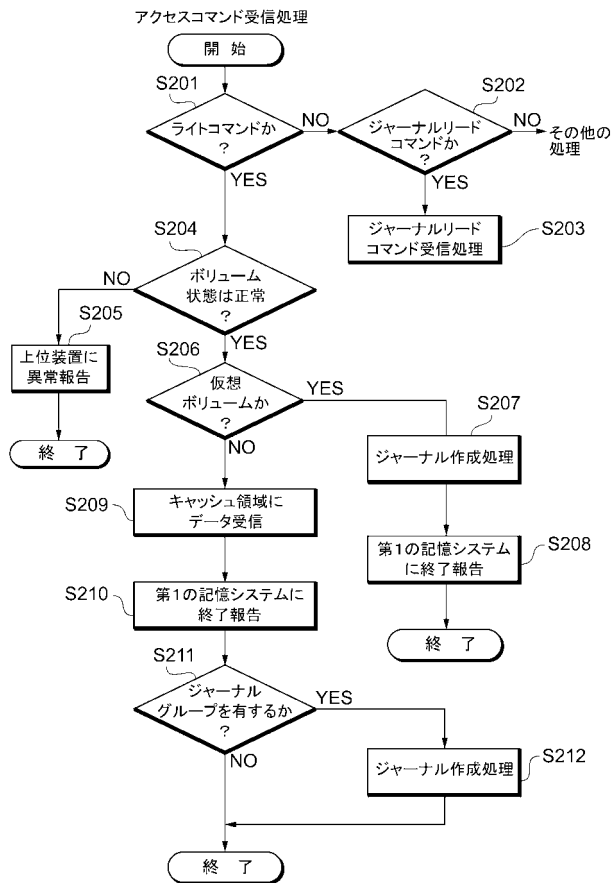 アクセスコマンド受信処理
開 始
S201
ライトコマンドか
?
NO
YES
S202
ジャーナルリード
コマンドか
?
NO
その他の
処理
YES
ジャーナルリード
コマンド受信処理
S203
S204
ボリューム
状態は正常
?
NO
YES
S205
上位装置に
異常報告
終 了
S206
仮想
ボリュームか
?
YES
NO
S207
ジャーナル作成処理
第1の記憶システム
に終了報告
S208
終 了
S209
キャッシュ領域に
データ受信
S210
第1の記憶システムに
終了報告
S211
ジャーナル
グループを有するか
?
YES
NO
ジャーナル作成処理
S212
終 了